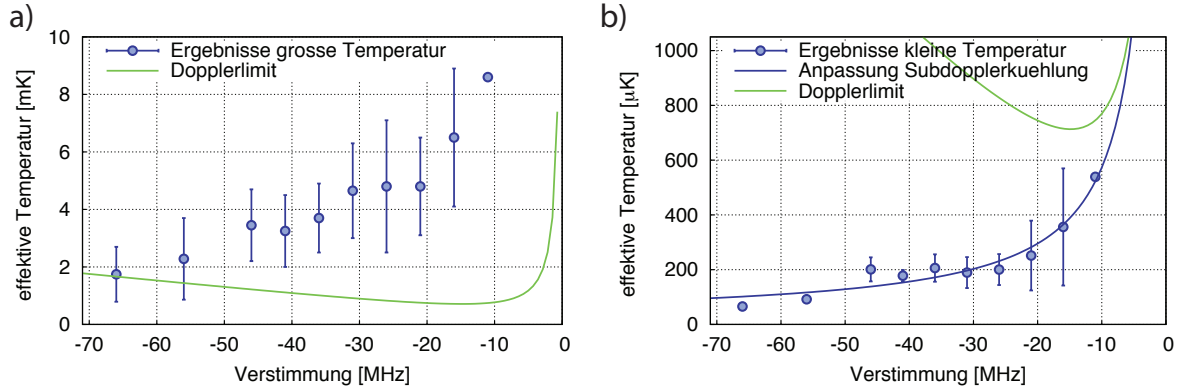 a)
effektive Temperatur [mK]
10
8
6
4
2
0
Ergebnisse grosse Temperatur
Dopplerlimit
-70 -60 -50 -40 -30 -20 -10 0
Verstimmung [MHz]
b)
effektive Temperatur [µK]
1000
800
600
400
200
0
Ergebnisse kleine Temperatur
Anpassung Subdopplerkuehlung
Dopplerlimit
-70 -60 -50 -40 -30 -20 -10 0
Verstimmung [MHz]